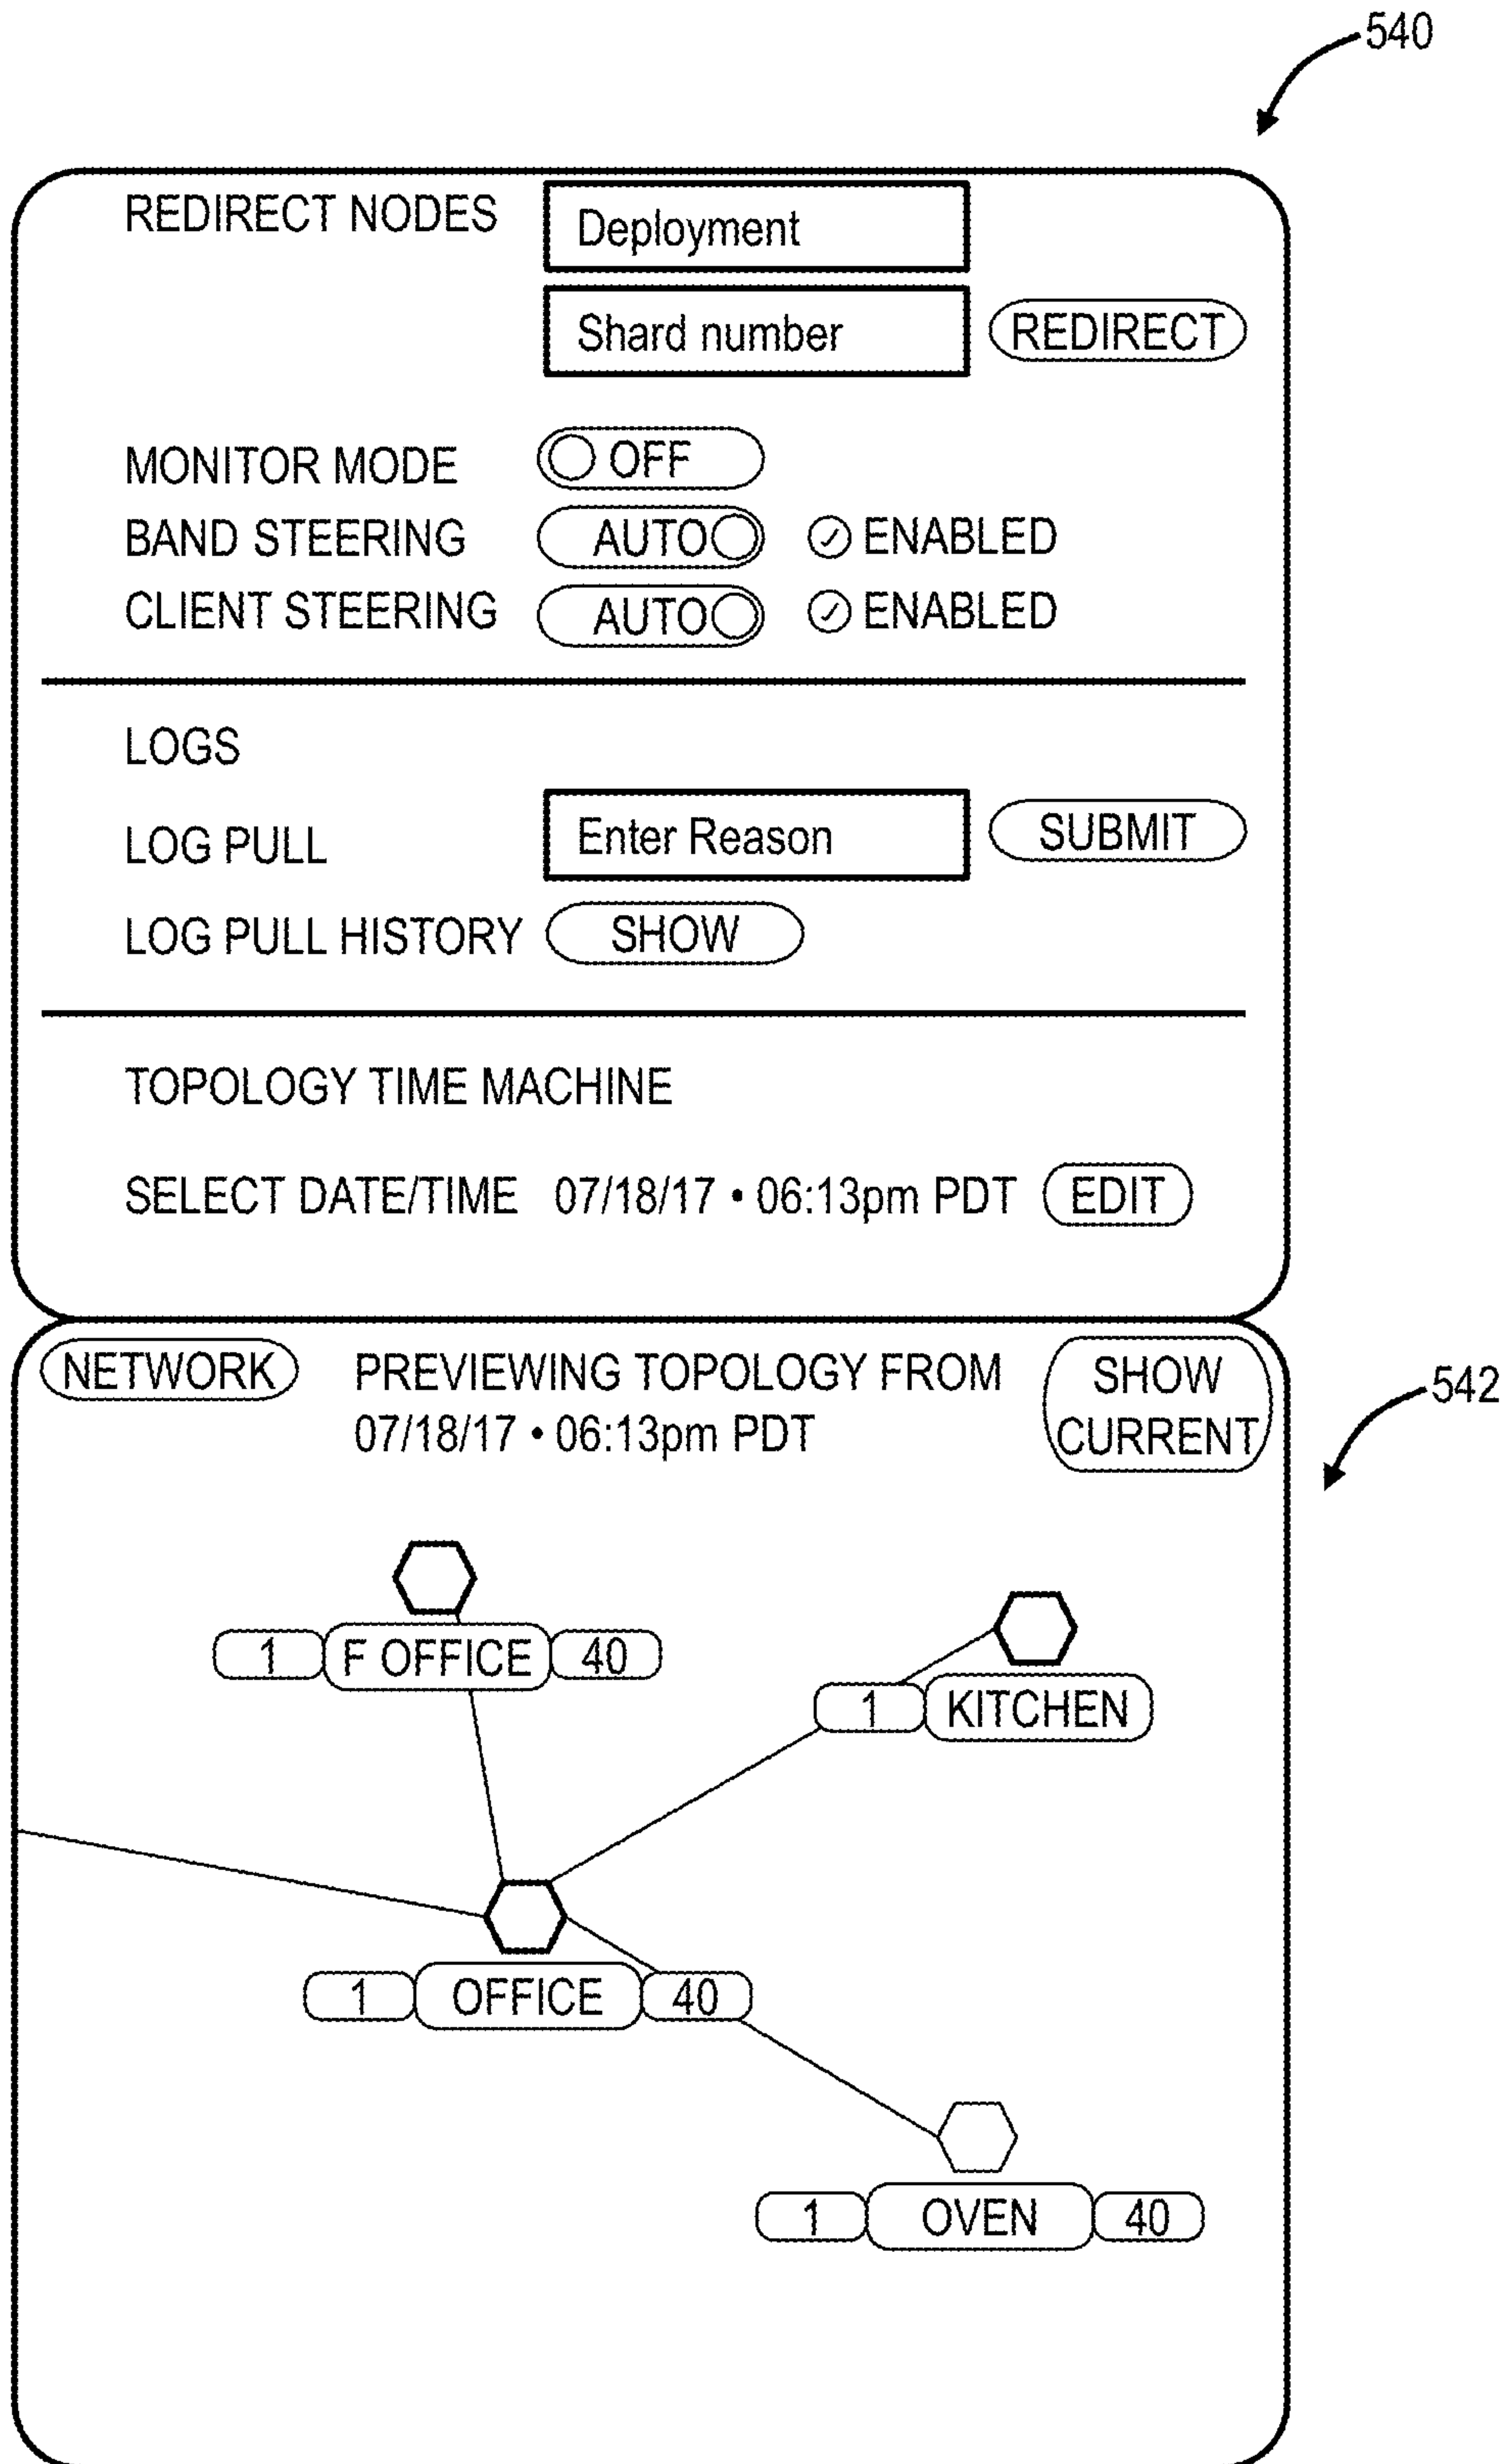 540
REDIRECT NODES Deployment
Shard number REDIRECT
MONITOR MODE OFF
BAND STEERING AUTO ENABLED
CLIENT STEERING AUTO ENABLED
LOGS
LOG PULL Enter Reason SUBMIT
LOG PULL HISTORY SHOW
TOPOLOGY TIME MACHINE
SELECT DATE/TIME 07/18/17 • 06:13pm PDT EDIT
NETWORK PREVIEWING TOPOLOGY FROM SHOW
07/18/17 • 06:13pm PDT CURRENT
542
1 F OFFICE 40
1 KITCHEN
1 OFFICE 40
1 OVEN 40